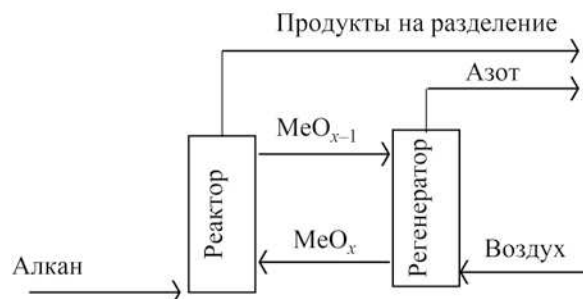 Продукты на разделение
Азот
MeOₓ₋₁
Реактор
Регенератор
MeOₓ
Воздух
Алкан